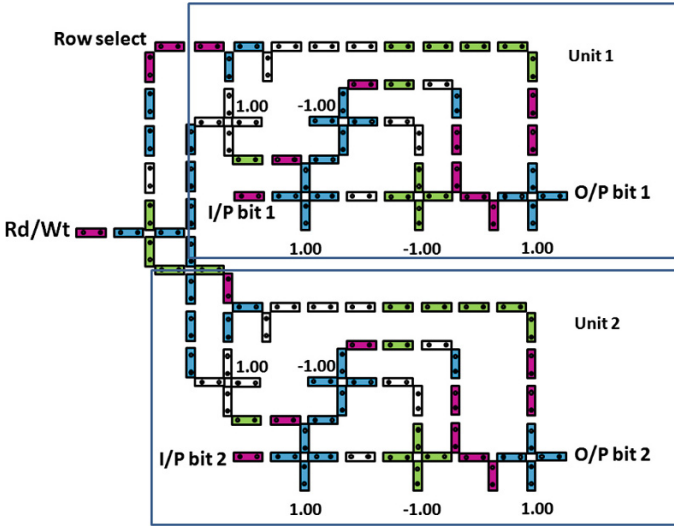 Row select
Unit 1
1.00
-1.00
I/P bit 1
O/P bit 1
Rd/Wt
1.00
-1.00
1.00
Unit 2
1.00
-1.00
I/P bit 2
O/P bit 2
1.00
-1.00
1.00